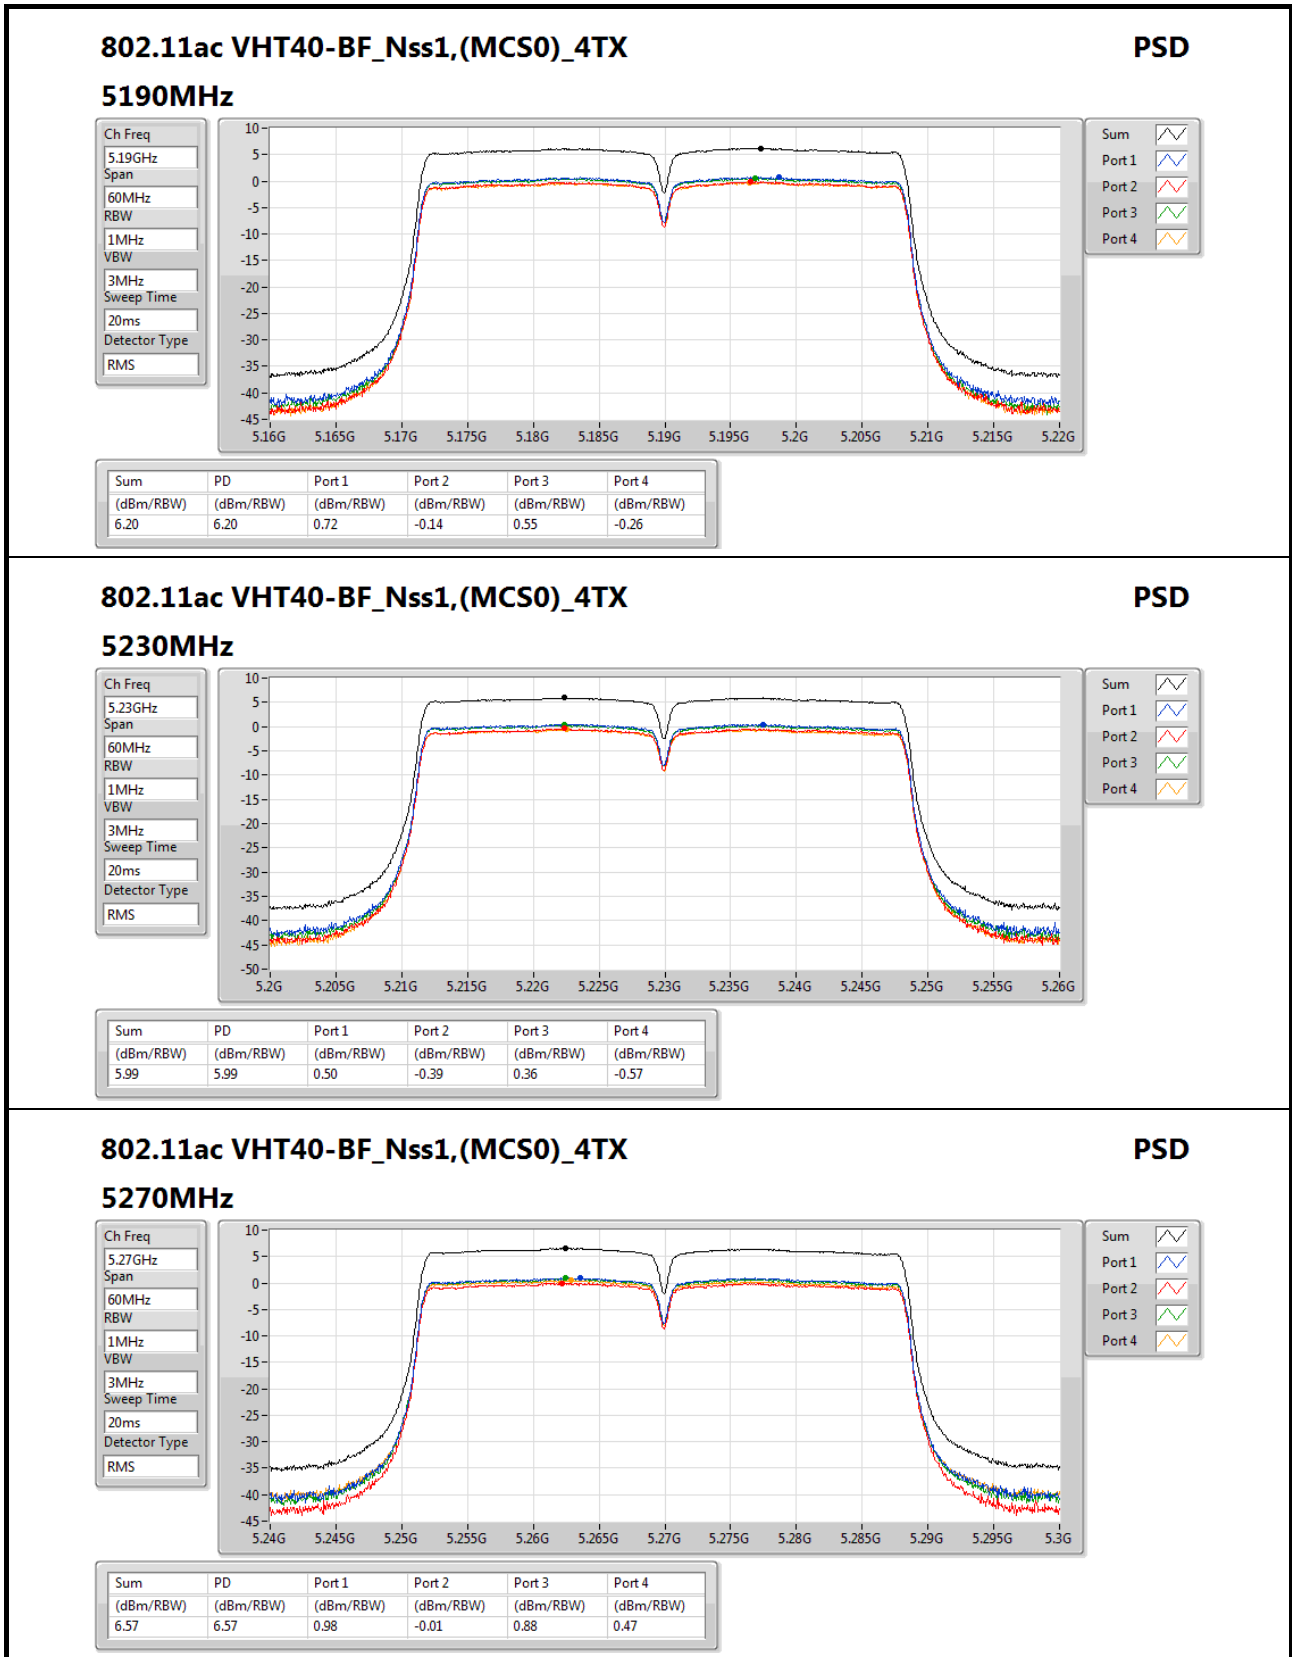 802.11ac VHT40-BF_Nss1,(MCS0)_4TX PSD
5190MHz
Ch Freq
5.19GHz
Span
60MHz
RBW
1MHz
VBW
3MHz
Sweep Time
20ms
Detector Type
RMS
10
5
0
-5
-10
-15
-20
-25
-30
-35
-40
-45
5.16G 5.165G 5.17G 5.175G 5.18G 5.185G 5.19G 5.195G 5.2G 5.205G 5.21G 5.215G 5.22G
Sum
Port 1
Port 2
Port 3
Port 4
Sum PD Port 1 Port 2 Port 3 Port 4
(dBm/RBW) (dBm/RBW) (dBm/RBW) (dBm/RBW) (dBm/RBW) (dBm/RBW)
6.20 6.20 0.72 -0.14 0.55 -0.26
802.11ac VHT40-BF_Nss1,(MCS0)_4TX PSD
5230MHz
Ch Freq
5.23GHz
Span
60MHz
RBW
1MHz
VBW
3MHz
Sweep Time
20ms
Detector Type
RMS
10
5
0
-5
-10
-15
-20
-25
-30
-35
-40
-45
-50
5.2G 5.205G 5.21G 5.215G 5.22G 5.225G 5.23G 5.235G 5.24G 5.245G 5.25G 5.255G 5.26G
Sum
Port 1
Port 2
Port 3
Port 4
Sum PD Port 1 Port 2 Port 3 Port 4
(dBm/RBW) (dBm/RBW) (dBm/RBW) (dBm/RBW) (dBm/RBW) (dBm/RBW)
5.99 5.99 0.50 -0.39 0.36 -0.57
802.11ac VHT40-BF_Nss1,(MCS0)_4TX PSD
5270MHz
Ch Freq
5.27GHz
Span
60MHz
RBW
1MHz
VBW
3MHz
Sweep Time
20ms
Detector Type
RMS
10
5
0
-5
-10
-15
-20
-25
-30
-35
-40
-45
5.24G 5.245G 5.25G 5.255G 5.26G 5.265G 5.27G 5.275G 5.28G 5.285G 5.29G 5.295G 5.3G
Sum
Port 1
Port 2
Port 3
Port 4
Sum PD Port 1 Port 2 Port 3 Port 4
(dBm/RBW) (dBm/RBW) (dBm/RBW) (dBm/RBW) (dBm/RBW) (dBm/RBW)
6.57 6.57 0.98 -0.01 0.88 0.47